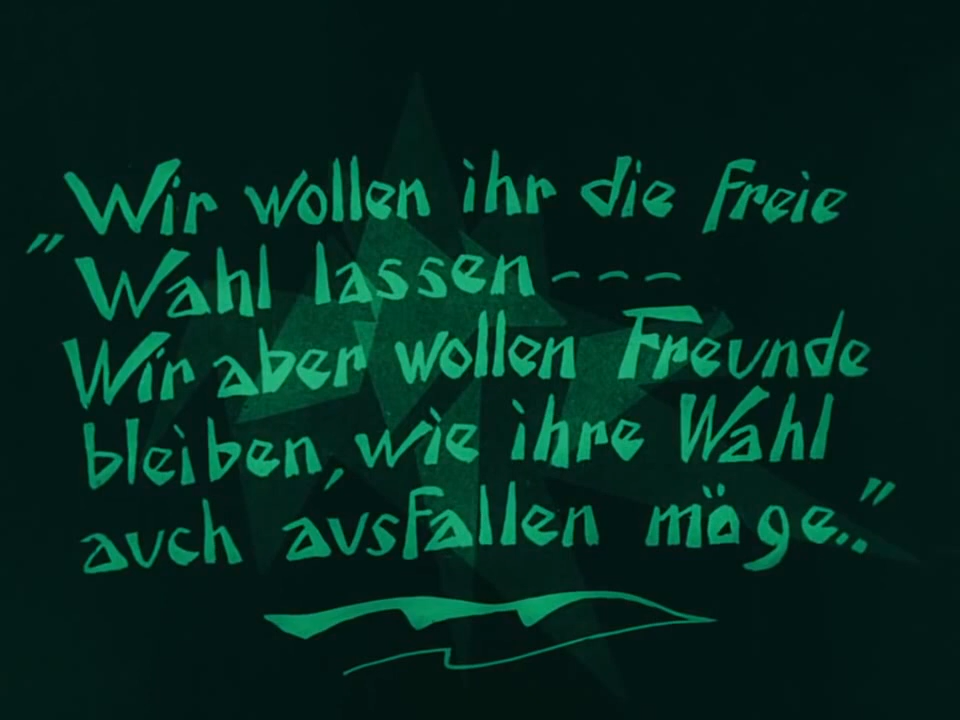 Wir wollen ihr die freie
"Wahl lassen----
Wir aber wollen Freunde
bleiben, wie ihre Wahl
auch ausfallen möge.."